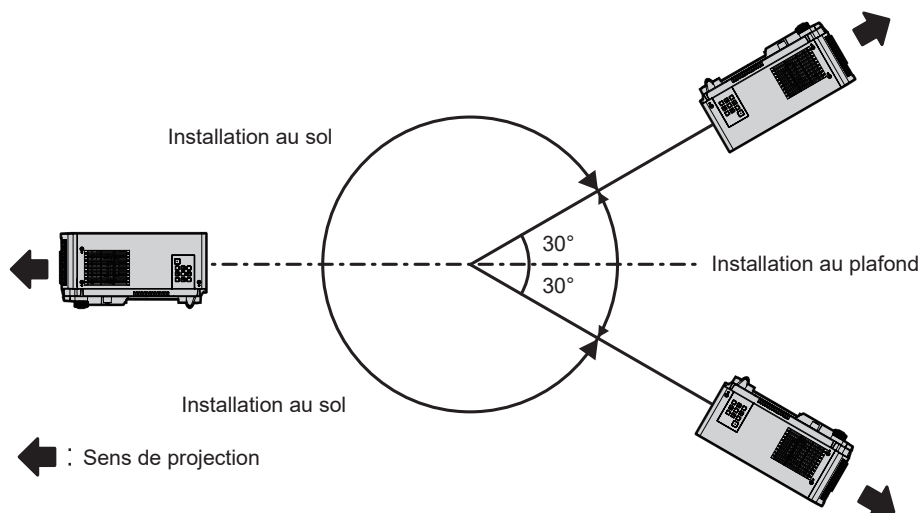 Installation au sol
30°
Installation au plafond
30°
Installation au sol
: Sens de projection